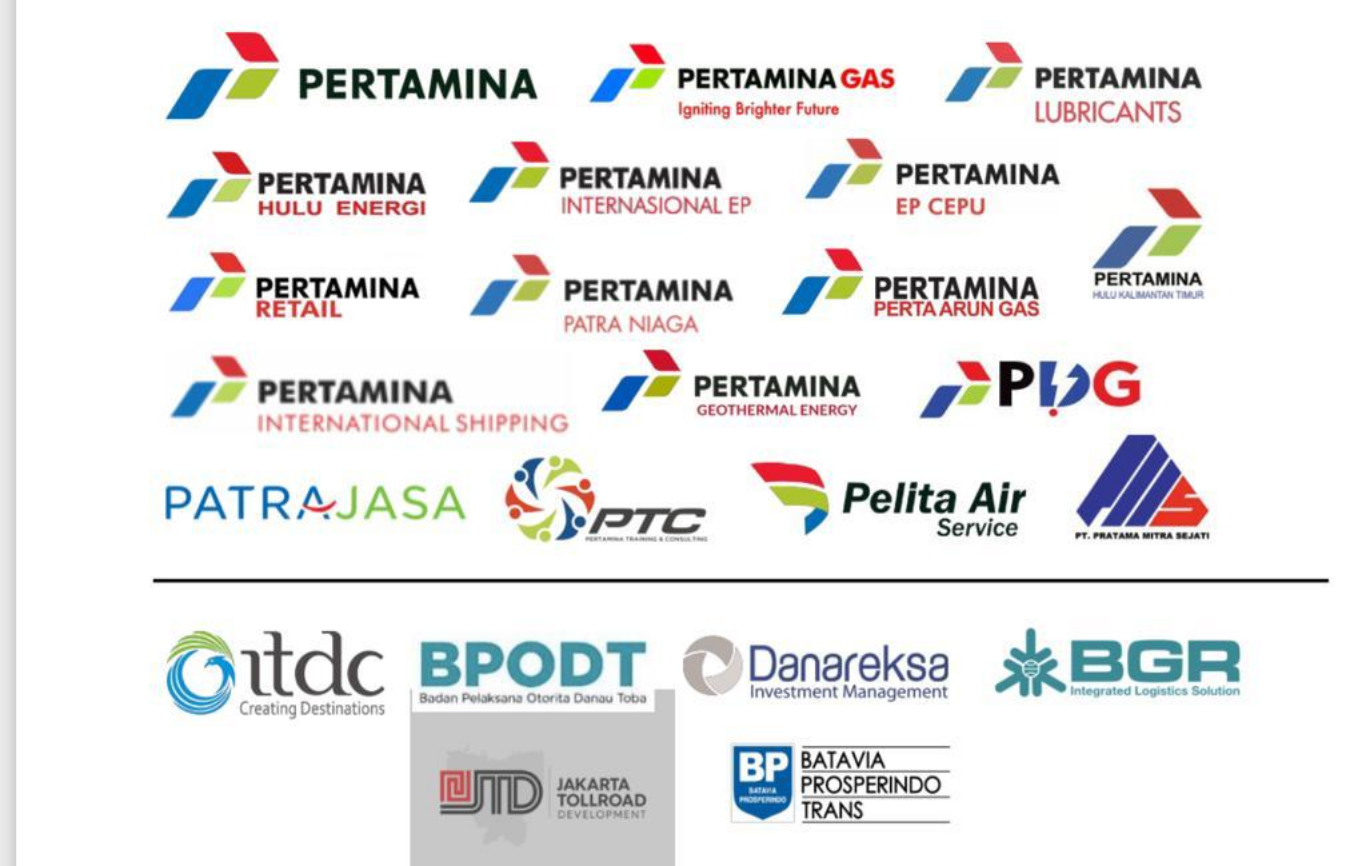 PERTAMINA
PERTAMINA GAS
Igniting Brighter Future
PERTAMINA
LUBRICANTS
PERTAMINA
HULU ENERGI
PERTAMINA
INTERNASIONAL EP
PERTAMINA
EP CEPU
PERTAMINA
HULU KALIMANTAN TIMUR
PERTAMINA
RETAIL
PERTAMINA
PATRA NIAGA
PERTAMINA
PERTA ARUN GAS
PERTAMINA
INTERNATIONAL SHIPPING
PERTAMINA
GEOTHERMAL ENERGY
PDG
PATRA JASA
PTC
PERTAMINA TRAINING & CONSULTING
Pelita Air
Service
PMS
PT. PRATAMA MITRA SEJATI
itdc
Creating Destinations
BPODT
Badan Pelaksana Otorita Danau Toba
Danareksa
Investment Management
BGR
Integrated Logistics Solution
JTD
JAKARTA
TOLLROAD
DEVELOPMENT
BP
BATAVIA
PROSPERINDO
BATAVIA
PROSPERINDO
TRANS